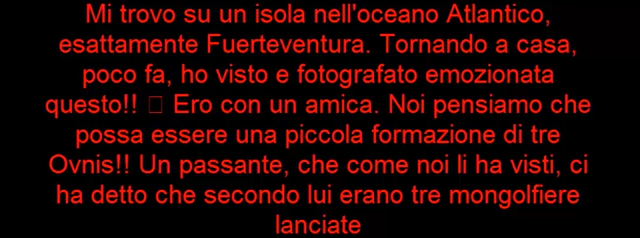 Mi trovo su un isola nell'oceano Atlantico,
esattamente Fuerteventura. Tornando a casa,
poco fa, ho visto e fotografato emozionata
questo!! Ero con un amica. Noi pensiamo che
possa essere una piccola formazione di tre
Ovnis!! Un passante, che come noi li ha visti, ci
ha detto che secondo lui erano tre mongolfiere
lanciate